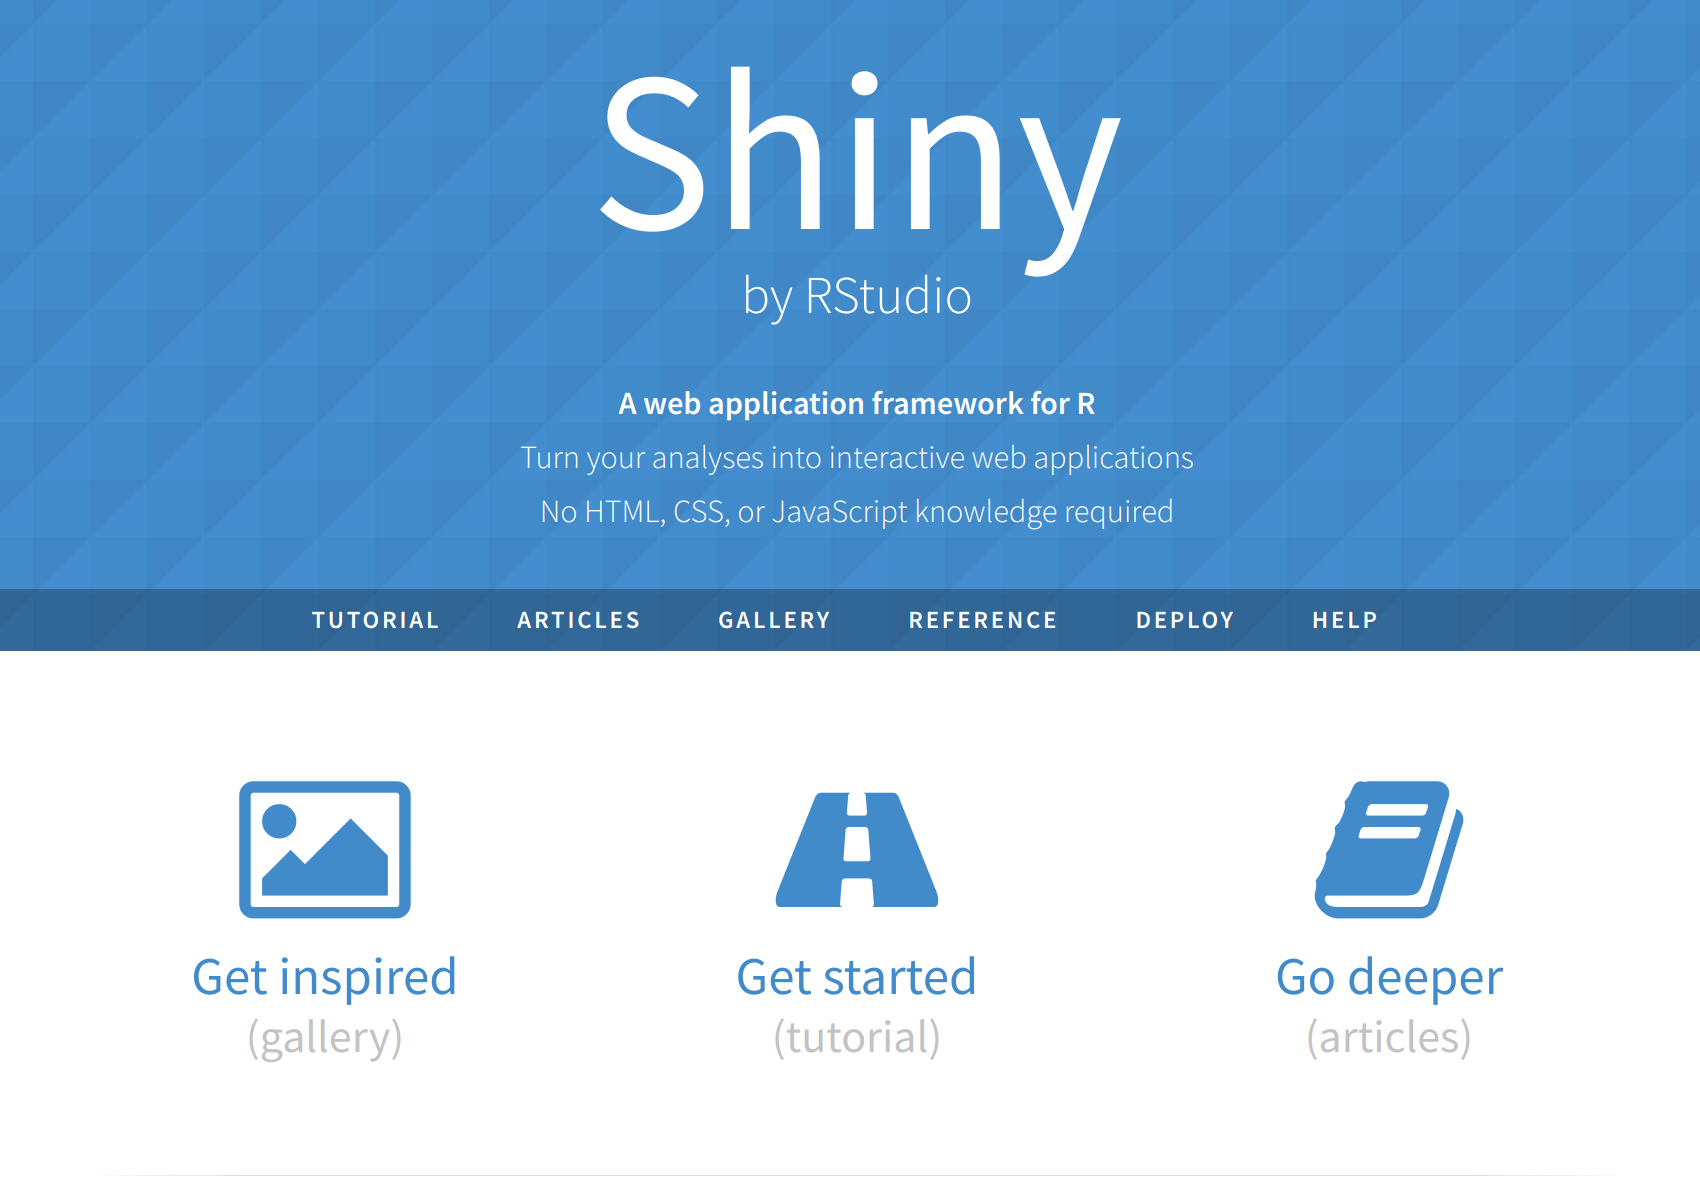 Shiny
by RStudio
A web application framework for R
Turn your analyses into interactive web applications
No HTML, CSS, or JavaScript knowledge required
TUTORIAL ARTICLES GALLERY REFERENCE DEPLOY HELP
Get inspired
(gallery)
Get started
(tutorial)
Go deeper
(articles)